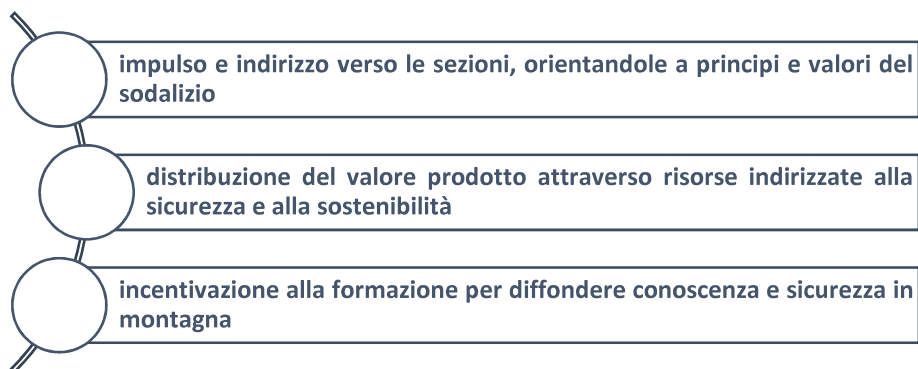 impulso e indirizzo verso le sezioni, orientandole a principi e valori del
sodalizio
distribuzione del valore prodotto attraverso risorse indirizzate alla
sicurezza e alla sostenibilità
incentivazione alla formazione per diffondere conoscenza e sicurezza in
montagna